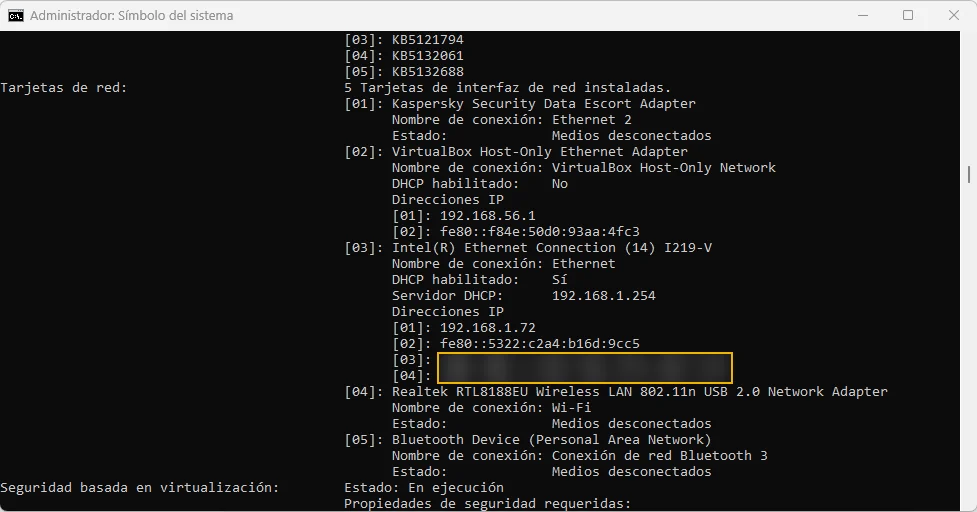 Administrador: Símbolo del sistema
[03]: KB5121794
[04]: KB5132061
[05]: KB5132688
Tarjetas de red: 5 Tarjetas de interfaz de red instaladas.
[01]: Kaspersky Security Data Escort Adapter
Nombre de conexión: Ethernet 2
Estado: Medios desconectados
[02]: VirtualBox Host-Only Ethernet Adapter
Nombre de conexión: VirtualBox Host-Only Network
DHCP habilitado: No
Direcciones IP
[01]: 192.168.56.1
[02]: fe80::f84e:50d0:93aa:4fc3
[03]: Intel(R) Ethernet Connection (14) I219-V
Nombre de conexión: Ethernet
DHCP habilitado: Sí
Servidor DHCP: 192.168.1.254
Direcciones IP
[01]: 192.168.1.72
[02]: fe80::5322:c2a4:b16d:9cc5
[03]:
[04]:
[04]: Realtek RTL8188EU Wireless LAN 802.11n USB 2.0 Network Adapter
Nombre de conexión: Wi-Fi
Estado: Medios desconectados
[05]: Bluetooth Device (Personal Area Network)
Nombre de conexión: Conexión de red Bluetooth 3
Estado: Medios desconectados
Seguridad basada en virtualización: Estado: En ejecución
Propiedades de seguridad requeridas: